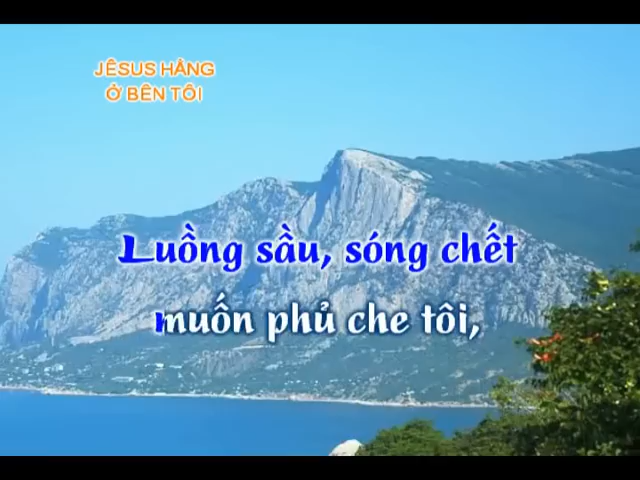 JÊSUS HẰNG
Ở BÊN TÔI
Luồng sầu, sóng chết
muốn phủ che tôi,